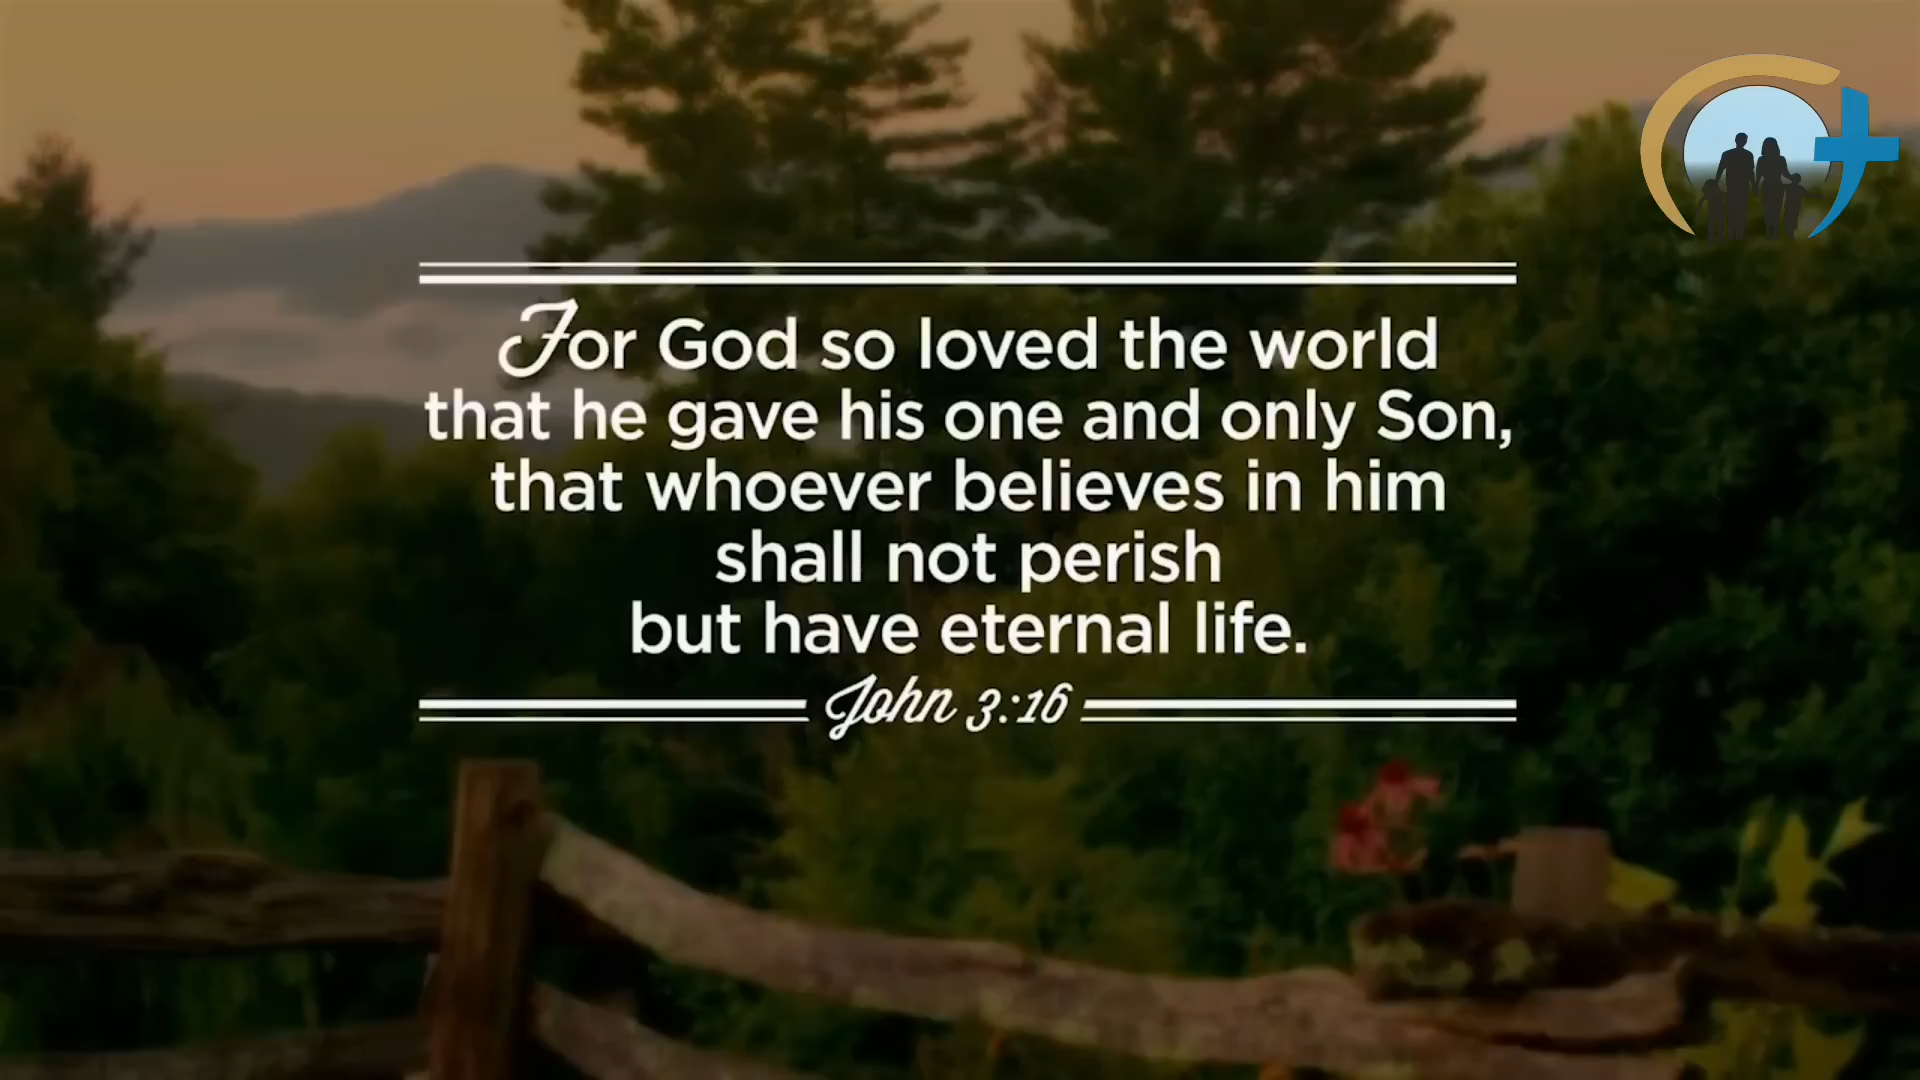 For God so loved the world
that he gave his one and only Son,
that whoever believes in him
shall not perish
but have eternal life.
John 3:16